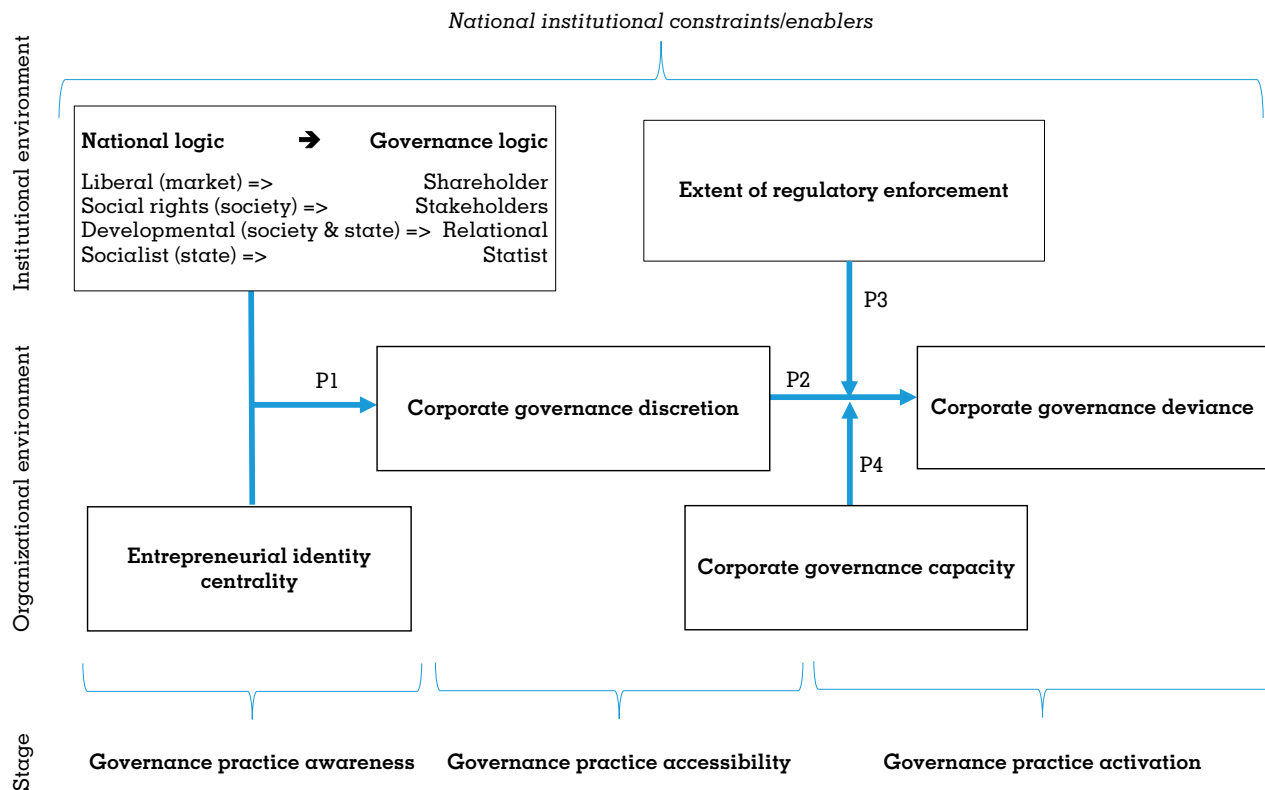 National institutional constraints/enablers
Institutional environment
National logic ➔ Governance logic
Liberal (market) => Shareholder
Social rights (society) => Stakeholders
Developmental (society & state) => Relational
Socialist (state) => Statist
Extent of regulatory enforcement
P3
Organizational environment
P1
Corporate governance discretion
P2
Corporate governance deviance
P4
Entrepreneurial identity
centrality
Corporate governance capacity
Stage
Governance practice awareness
Governance practice accessibility
Governance practice activation